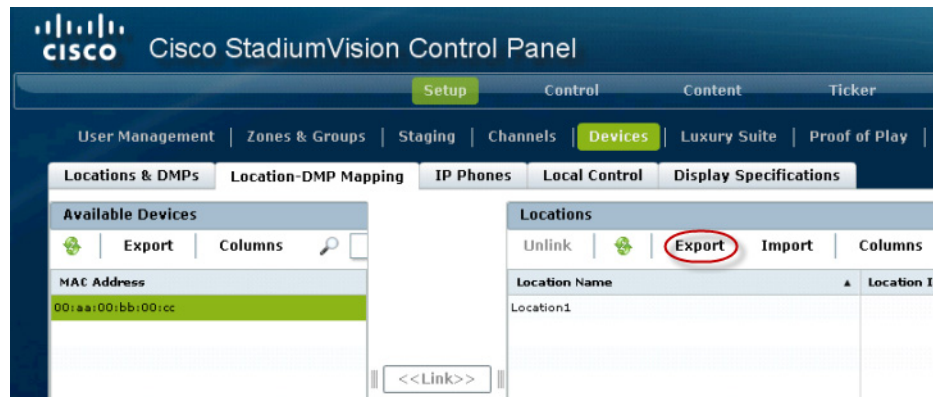 CISCO Cisco StadiumVision Control Panel
Setup Control Content Ticker
User Management | Zones & Groups | Staging | Channels | Devices | Luxury Suite | Proof of Play |
Locations & DMPs Location-DMP Mapping IP Phones Local Control Display Specifications
Available Devices Locations
Export Columns Unlink Export Import Columns
MAC Address Location Name Location I
00:aa:00:bb:00:cc Location1
<<Link>>